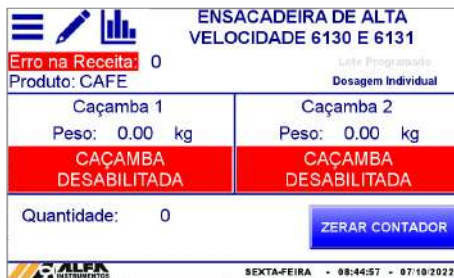 ENSACADEIRA DE ALTA
VELOCIDADE 6130 E 6131
Erro na Receita: 0
Lote Programado
Produto: CAFE
Dosagem Individual
Caçamba 1
Caçamba 2
Peso: 0.00 kg
Peso: 0.00 kg
CAÇAMBA
DESABILITADA
CAÇAMBA
DESABILITADA
Quantidade: 0
ZERAR CONTADOR
ALFA
INSTRUMENTOS
SEXTA-FEIRA - 08:44:57 - 07/10/2022